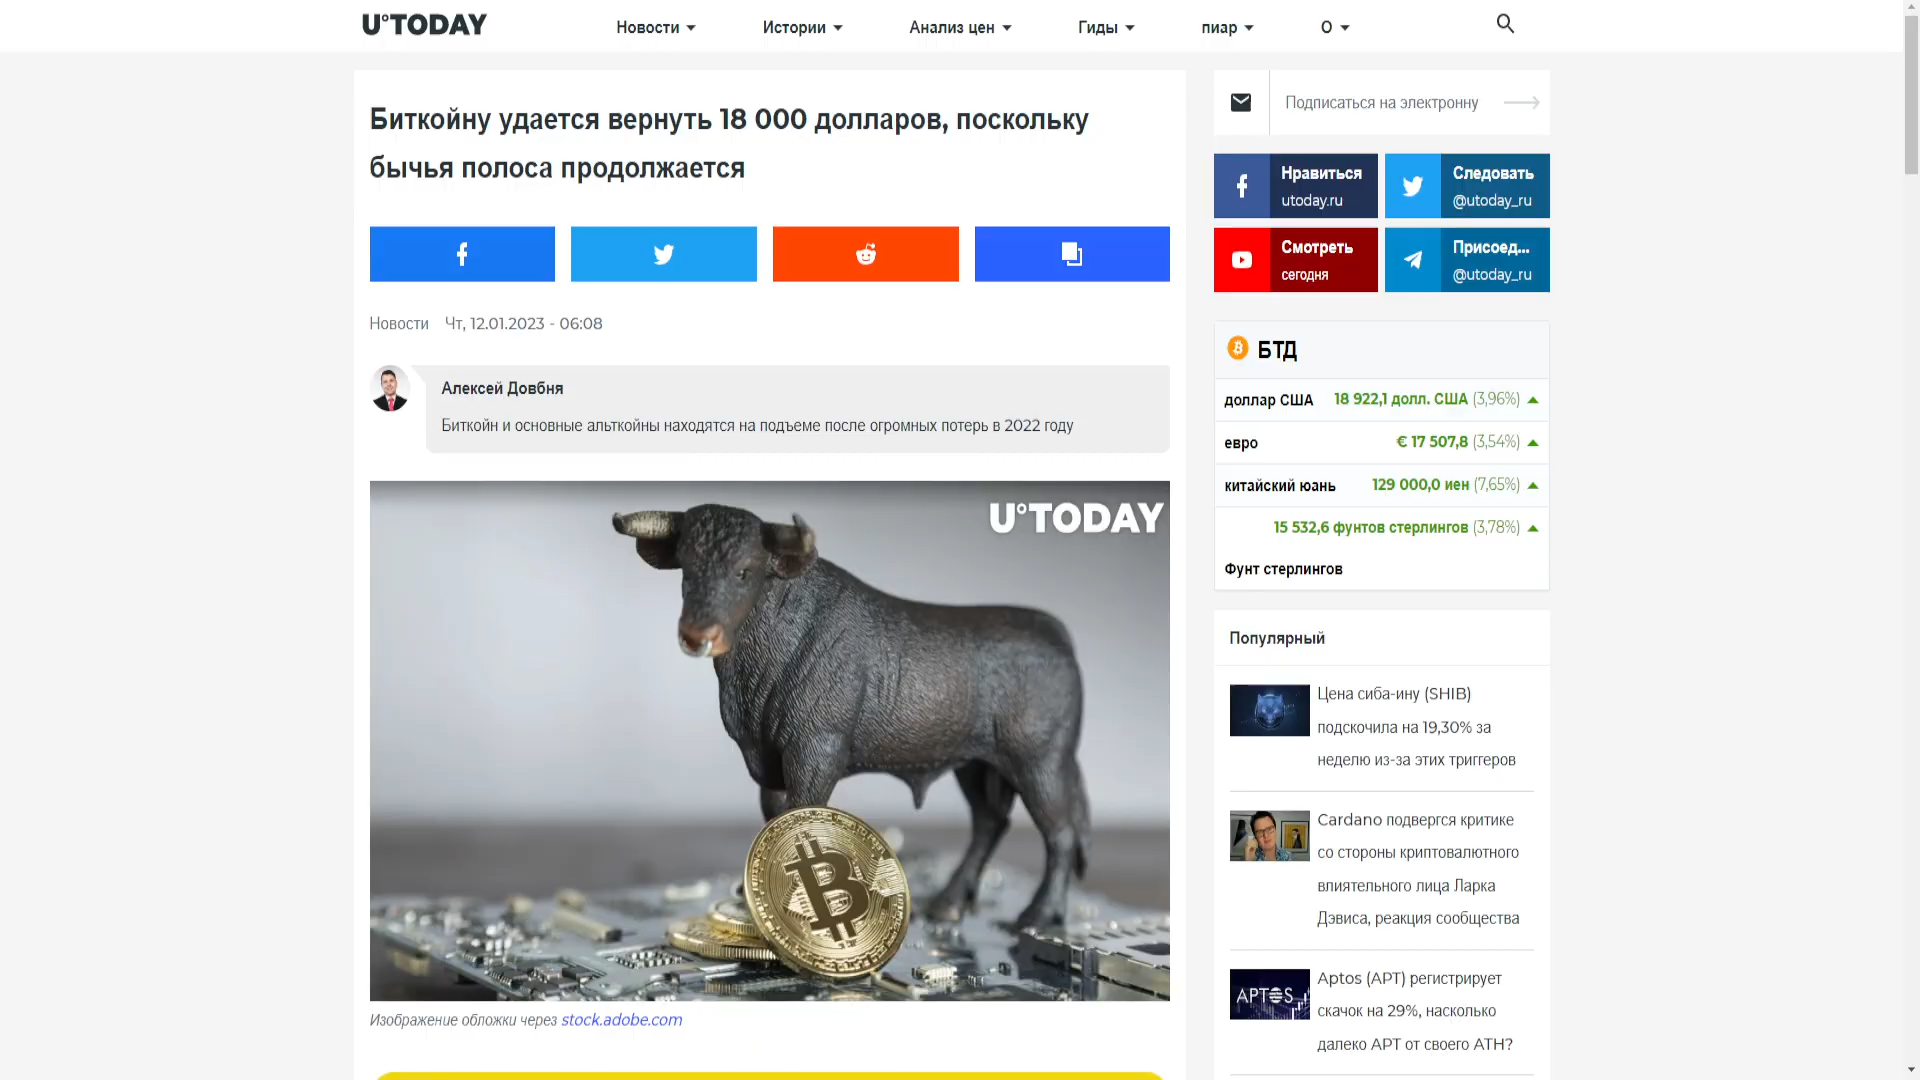 U°TODAY
Новости
Истории
Анализ цен
Гиды
пиар
О
Биткойну удается вернуть 18 000 долларов, поскольку
бычья полоса продолжается
Новости Чт, 12.01.2023 - 06:08
Алексей Довбня
Биткойн и основные альткойны находятся на подъеме после огромных потерь в 2022 году
U°TODAY
Изображение обложки через stock.adobe.com
Подписаться на электронну
Нравиться
utoday.ru
Следовать
@utoday_ru
Смотреть
сегодня
Присоед...
@utoday_ru
БТД
доллар США 18 922,1 долл. США (3,96%)
евро € 17 507,8 (3,54%)
китайский юань 129 000,0 иен (7,65%)
15 532,6 фунтов стерлингов (3,78%)
Фунт стерлингов
Популярный
Цена сиба-ину (SHIB)
подскочила на 19,30% за
неделю из-за этих триггеров
Cardano подвергся критике
со стороны криптовалютного
влиятельного лица Ларка
Дэвиса, реакция сообщества
APTOS
Aptos (APT) регистрирует
скачок на 29%, насколько
далеко APT от своего ATH?